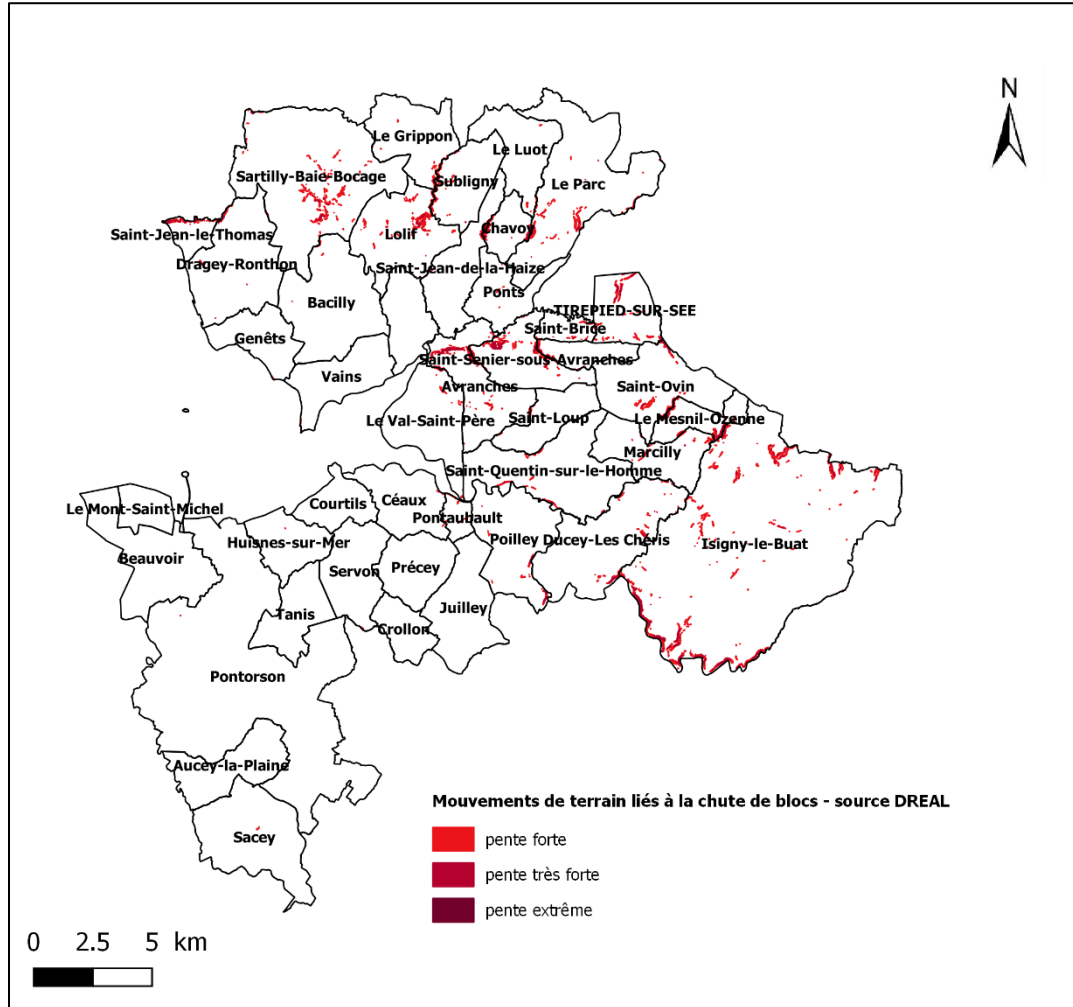 N
Le Grippon
Le Luot
Sartilly-Baie-Bocage
Subligny
Le Parc
Saint-Jean-le-Thomas
Lolif
Chavoy
Dragey-Ronthon
Saint-Jean-de-la-Haize
Ponts
Bacilly
TIREPIED-SUR-SEE
Saint-Brice
Genêts
Saint-Senier-sous-Avranches
Vains
Avranches
Saint-Ovin
Le Val-Saint-Père
Saint-Loup
Le Mesnil-Ozenne
Marcilly
Saint-Quentin-sur-le-Homme
Le Mont-Saint-Michel
Courtils
Céaux
Pontaubault
Huisnes-sur-Mer
Poilley
Ducey-Les Chéris
Isigny-le-Buat
Beauvoir
Servon
Précey
Tanis
Juilley
Crollon
Pontorson
Aucey-la-Plaine
Sacey
Mouvements de terrain liés à la chute de blocs - source DREAL
pente forte
pente très forte
pente extrême
0 2.5 5 km